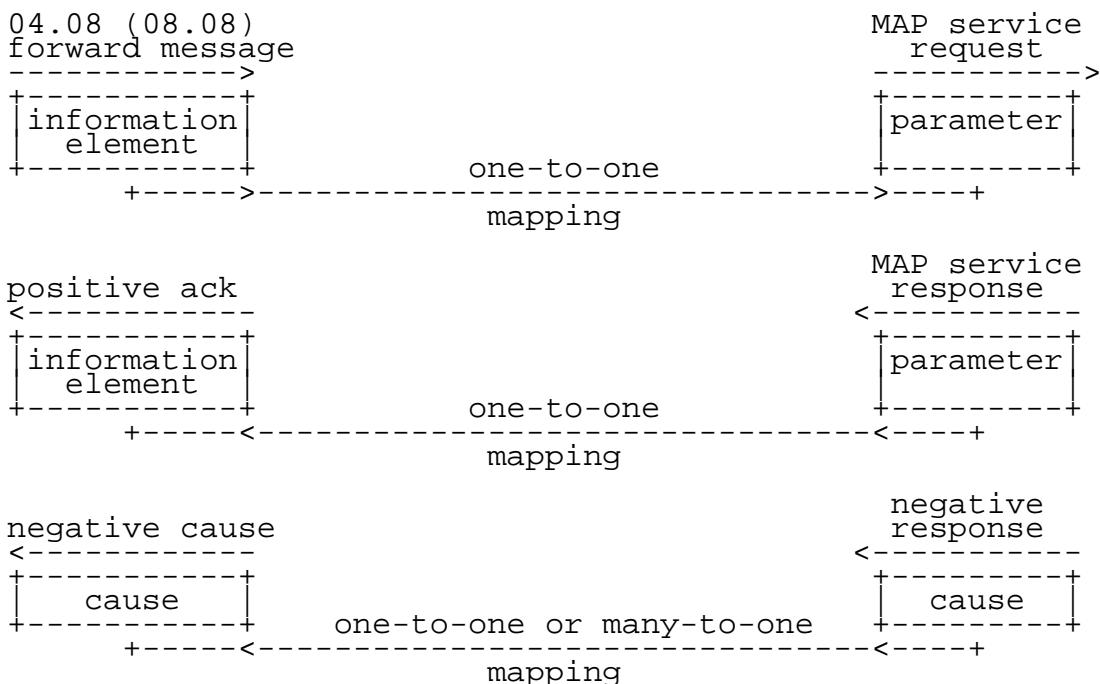 04.08 (08.08) MAP service
forward message request
------------> ----------->
+-----------+ +---------+
|information| |parameter|
| element | | |
+-----------+ one-to-one +---------+
+----->-------------------------------->----+
mapping
MAP service
positive ack response
<------------ <-----------
+-----------+ +---------+
|information| |parameter|
| element | | |
+-----------+ one-to-one +---------+
+-----<--------------------------------<----+
mapping
negative
negative cause response
<------------ <-----------
+-----------+ +---------+
| cause | | cause |
+-----------+ one-to-one or many-to-one +---------+
+-----<--------------------------------<----+
mapping